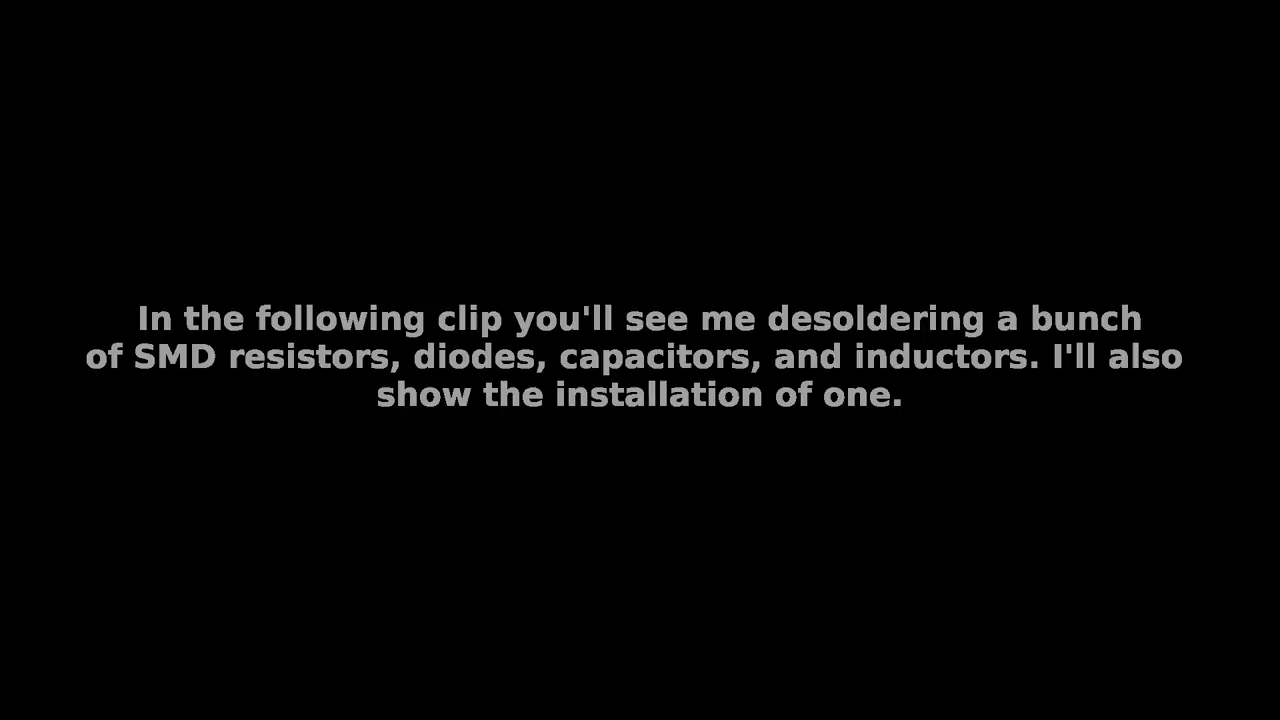 In the following clip you'll see me desoldering a bunch
of SMD resistors, diodes, capacitors, and inductors. I'll also
show the installation of one.